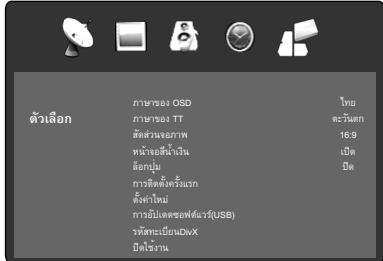 ภาษาของ OSD ไทย
ตัวเลือก ภาษาของ TT ตะวันตก
สัดส่วนจอภาพ 16:9
หน้าจอสีน้ำเงิน เปิด
ล็อกปุ่ม ปิด
การติดตั้งครั้งแรก
ตั้งค่าใหม่
การอัปเดตซอฟต์แวร์(USB)
รหัสทะเบียนDivX
ปิดใช้งาน